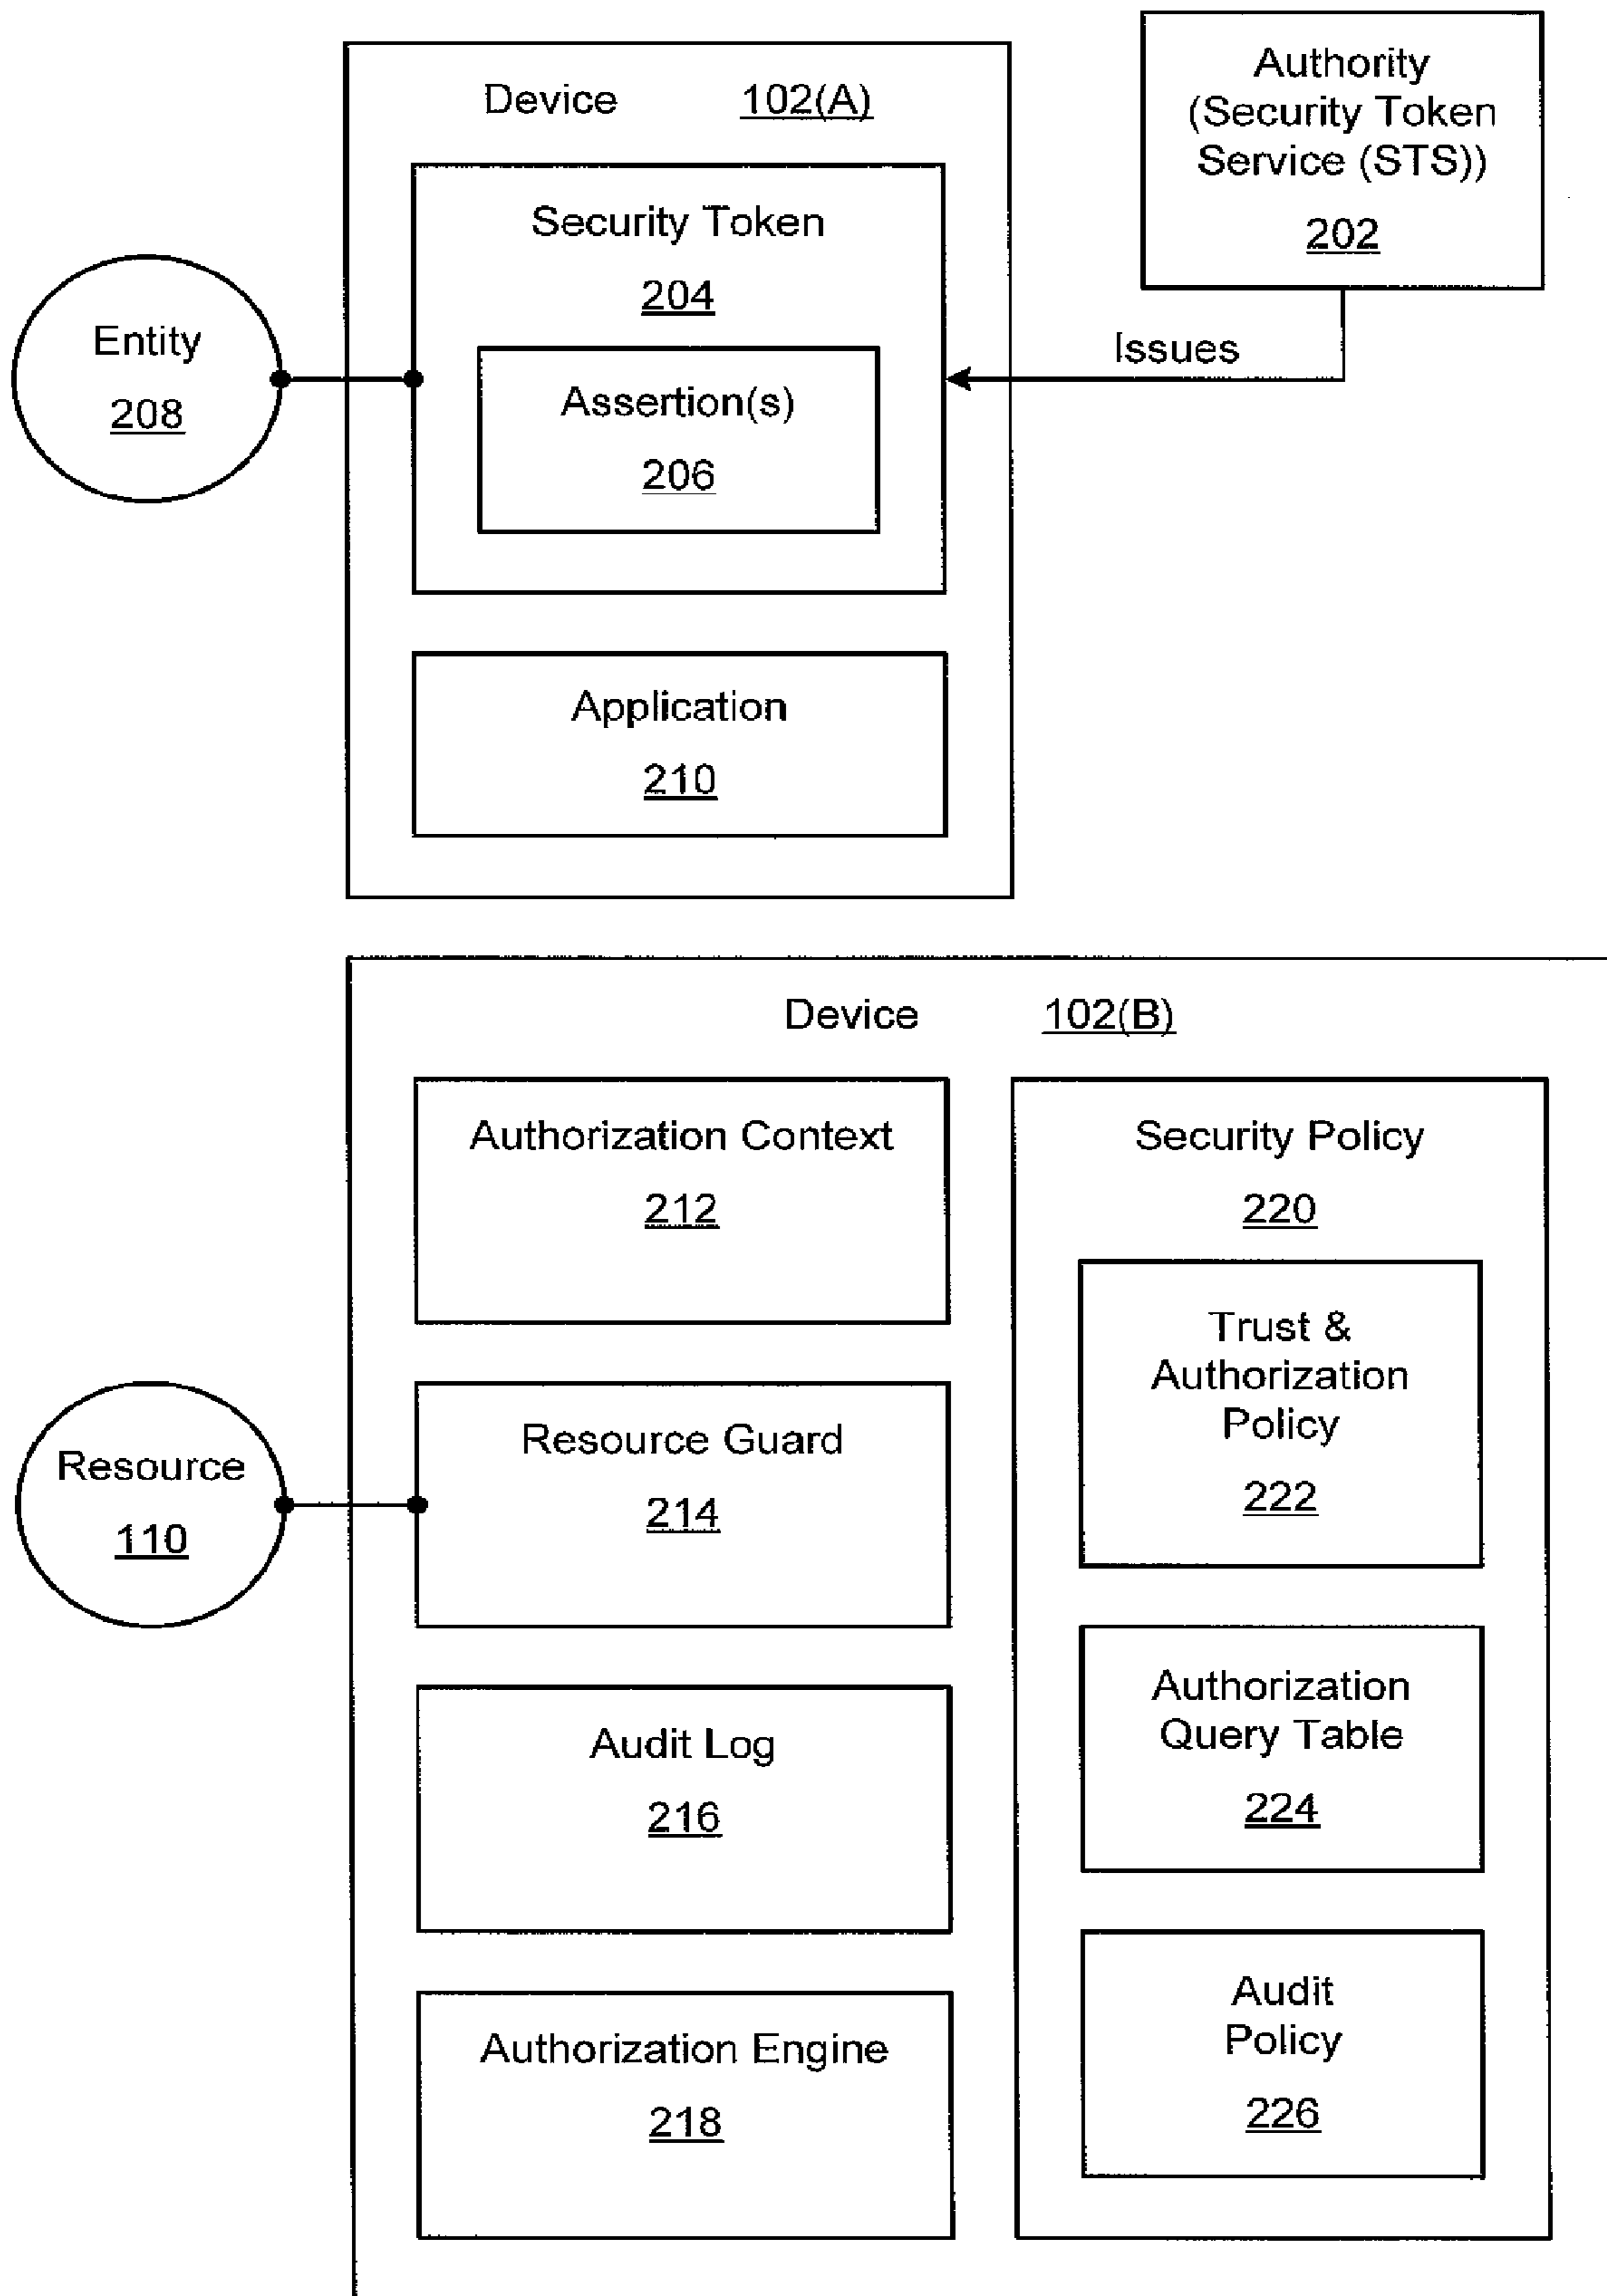 Device 102(A)
Authority
(Security Token
Service (STS))
202
Security Token
204
Issues
Entity
208
Assertion(s)
206
Application
210
Device 102(B)
Authorization Context
212
Security Policy
220
Trust &
Authorization
Policy
222
Resource Guard
214
Resource
110
Audit Log
216
Authorization
Query Table
224
Authorization Engine
218
Audit
Policy
226